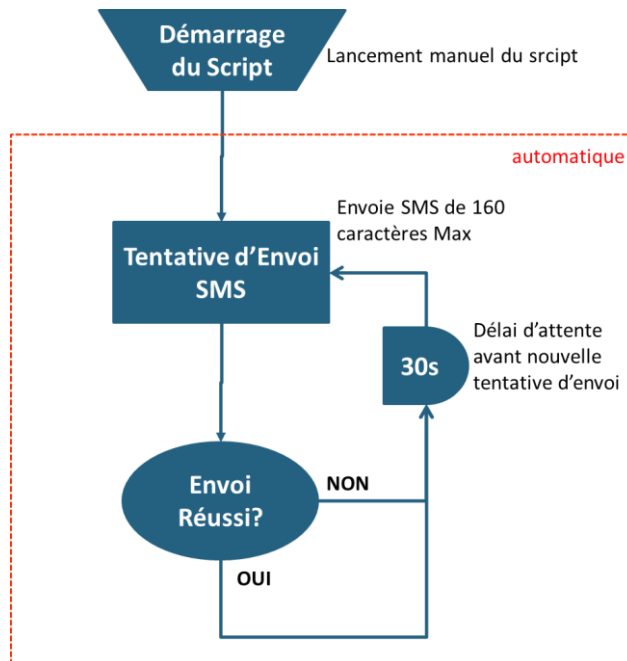 Démarrage
du Script
Lancement manuel du srcipt
automatique
Envoie SMS de 160
caractères Max
Tentative d'Envoi
SMS
Délai d'attente
avant nouvelle
tentative d'envoi
30s
Envoi
Réussi?
NON
OUI